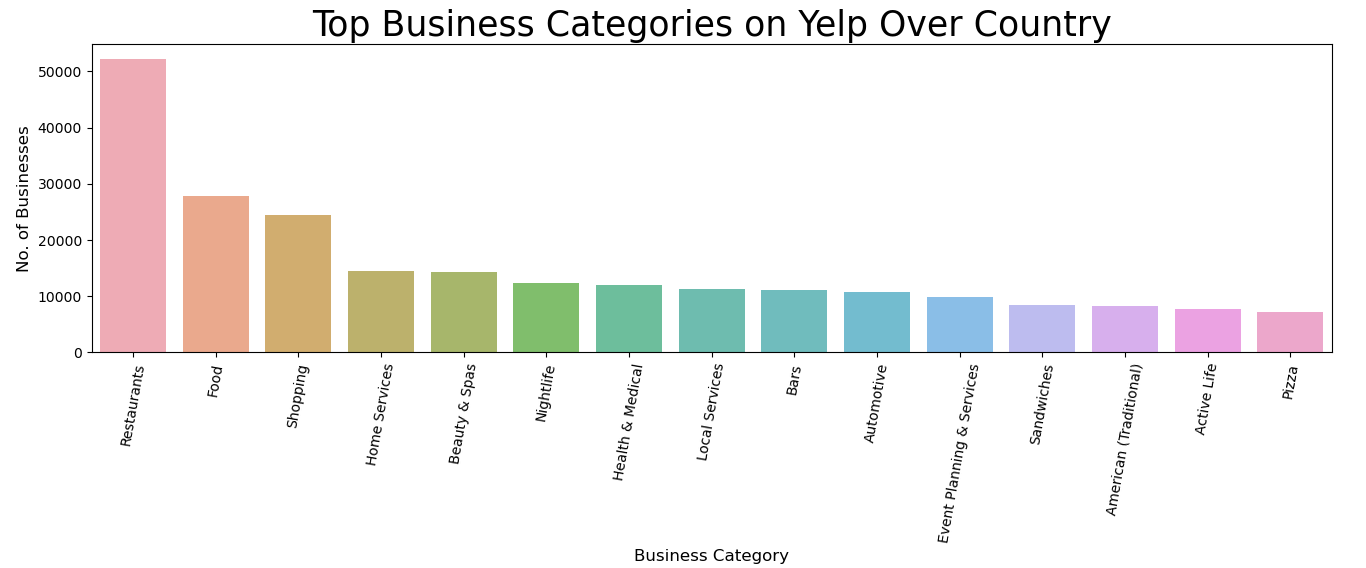 Top Business Categories on Yelp Over Country
No. of Businesses
50000
40000
30000
20000
10000
0
Restaurants
Food
Shopping
Home Services
Beauty & Spas
Nightlife
Health & Medical
Local Services
Bars
Automotive
Event Planning & Services
Sandwiches
American (Traditional)
Active Life
Pizza
Business Category